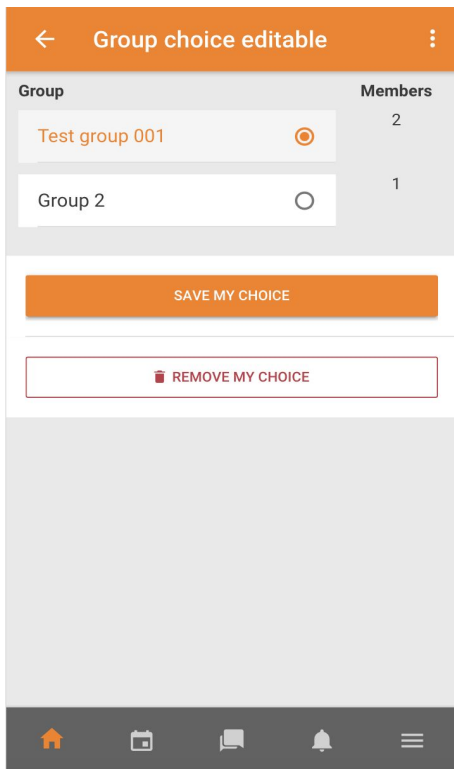 Group choice editable
Group Members
Test group 001 2
Group 2 1
SAVE MY CHOICE
REMOVE MY CHOICE